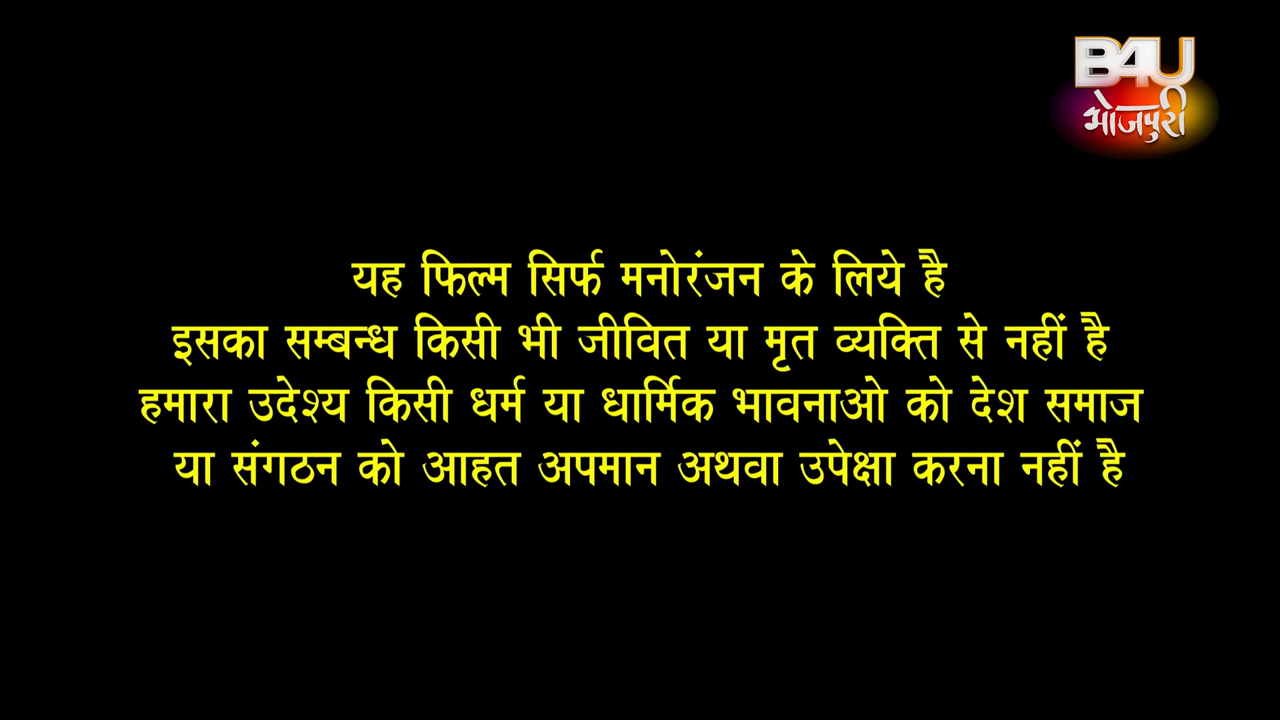 B4U
भोजपुरी
यह फिल्म सिर्फ मनोरंजन के लिये है
इसका सम्बन्ध किसी भी जीवित या मृत व्यक्ति से नहीं है
हमारा उदेश्य किसी धर्म या धार्मिक भावनाओ को देश समाज
या संगठन को आहत अपमान अथवा उपेक्षा करना नहीं है